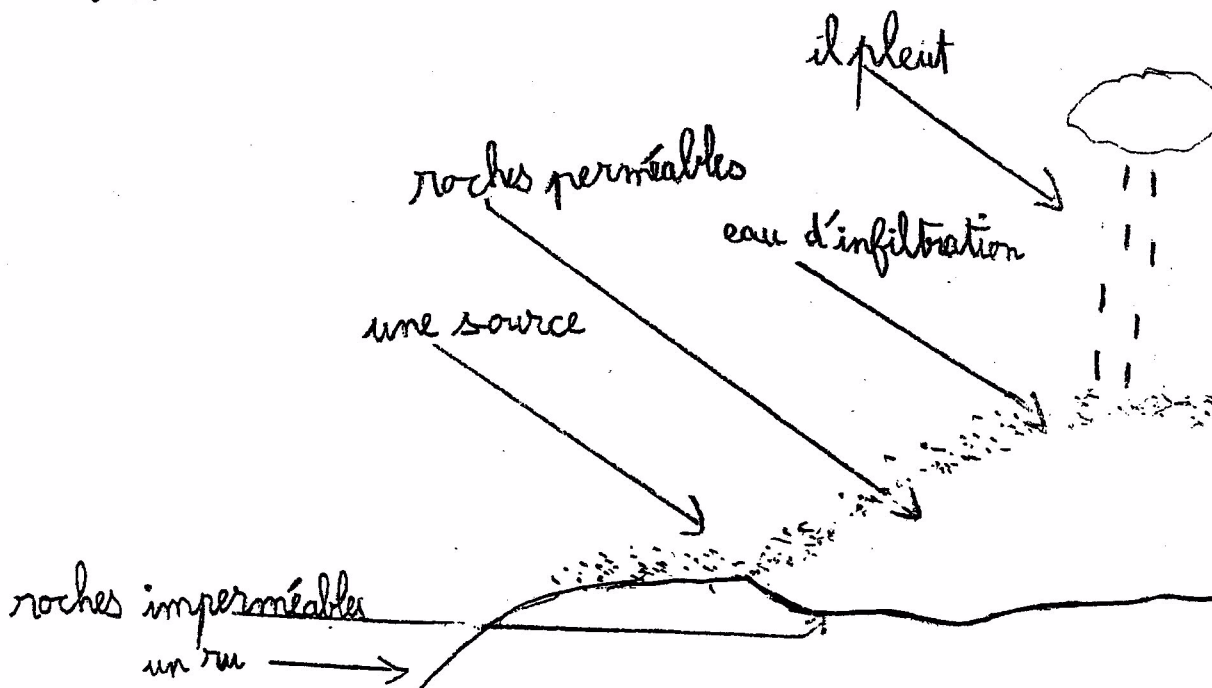 il pleut
roches perméables
eau d'infiltration
une source
roches imperméables
un ru